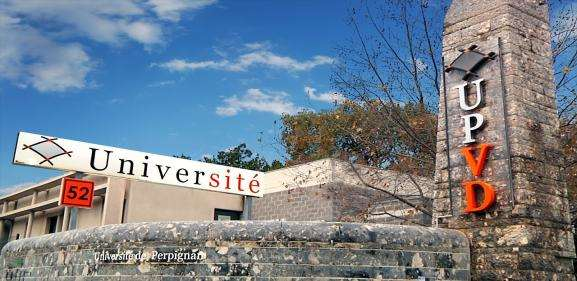 Université
52
Université de Perpignan
UPVD